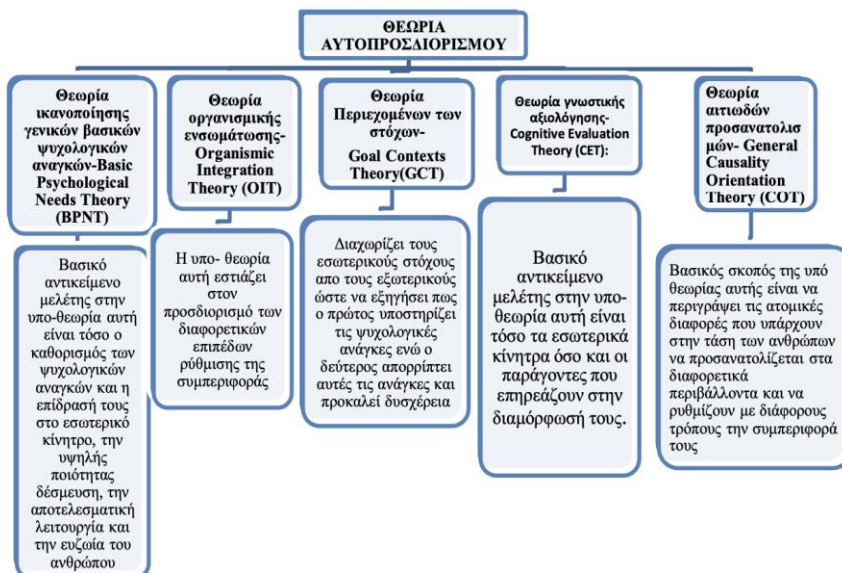 ΘΕΩΡΙΑ
ΑΥΤΟΠΡΟΣΔΙΟΡΙΣΜΟΥ
Θεωρία
ικανοποίησης
γενικών βασικών
ψυχολογικών
αναγκών-Basic
Psychological
Needs Theory
(BPNT)
Βασικό
αντικείμενο
μελέτης στην
υπο-θεωρία αυτή
είναι τόσο ο
καθορισμός των
ψυχολογικών
αναγκών και η
επίδρασή τους
στο εσωτερικό
κίνητρο, την
υψηλής
ποιότητας
δέσμευση, την
αποτελεσματική
λειτουργία και
την ευζωία του
ανθρώπου
Θεωρία
οργανισμικής
ενσωμάτωσης-
Organismic
Integration
Theory (OIT)
Η υπο- θεωρία
αυτή εστιάζει
στον
προσδιορισμό των
διαφορετικών
επιπέδων
ρύθμισης της
συμπεριφοράς
Θεωρία
Περιεχομένων των
στόχων-
Goal Contexts
Theory(GCT)
Διαχωρίζει τους
εσωτερικούς στόχους
απο τους εξωτερικούς
ώστε να εξηγήσει πως
ο πρώτος υποστηρίζει
τις ψυχολογικές
ανάγκες ενώ ο
δεύτερος απορρίπτει
αυτές τις ανάγκες και
προκαλεί δυσχέρεια
Θεωρία γνωστικής
αξιολόγησης-
Cognitive Evaluation
Theory (CET):
Βασικό
αντικείμενο
μελέτης στην υπο-
θεωρία αυτή είναι
τόσο τα εσωτερικά
κίνητρα όσο και οι
παράγοντες που
επηρεάζουν στην
διαμόρφωσή τους.
Θεωρία
αιτιωδών
προσανατολισ
μών- General
Causality
Orientation
Theory (COT)
Βασικός σκοπός της υπό
θεωρίας αυτής είναι να
περιγράψει τις ατομικές
διαφορές που υπάρχουν
στην τάση των ανθρώπων
να προσανατολίζεται στα
διαφορετικά
περιβάλλοντα και να
ρυθμίζουν με διάφορους
τρόπους την συμπεριφορά
τους